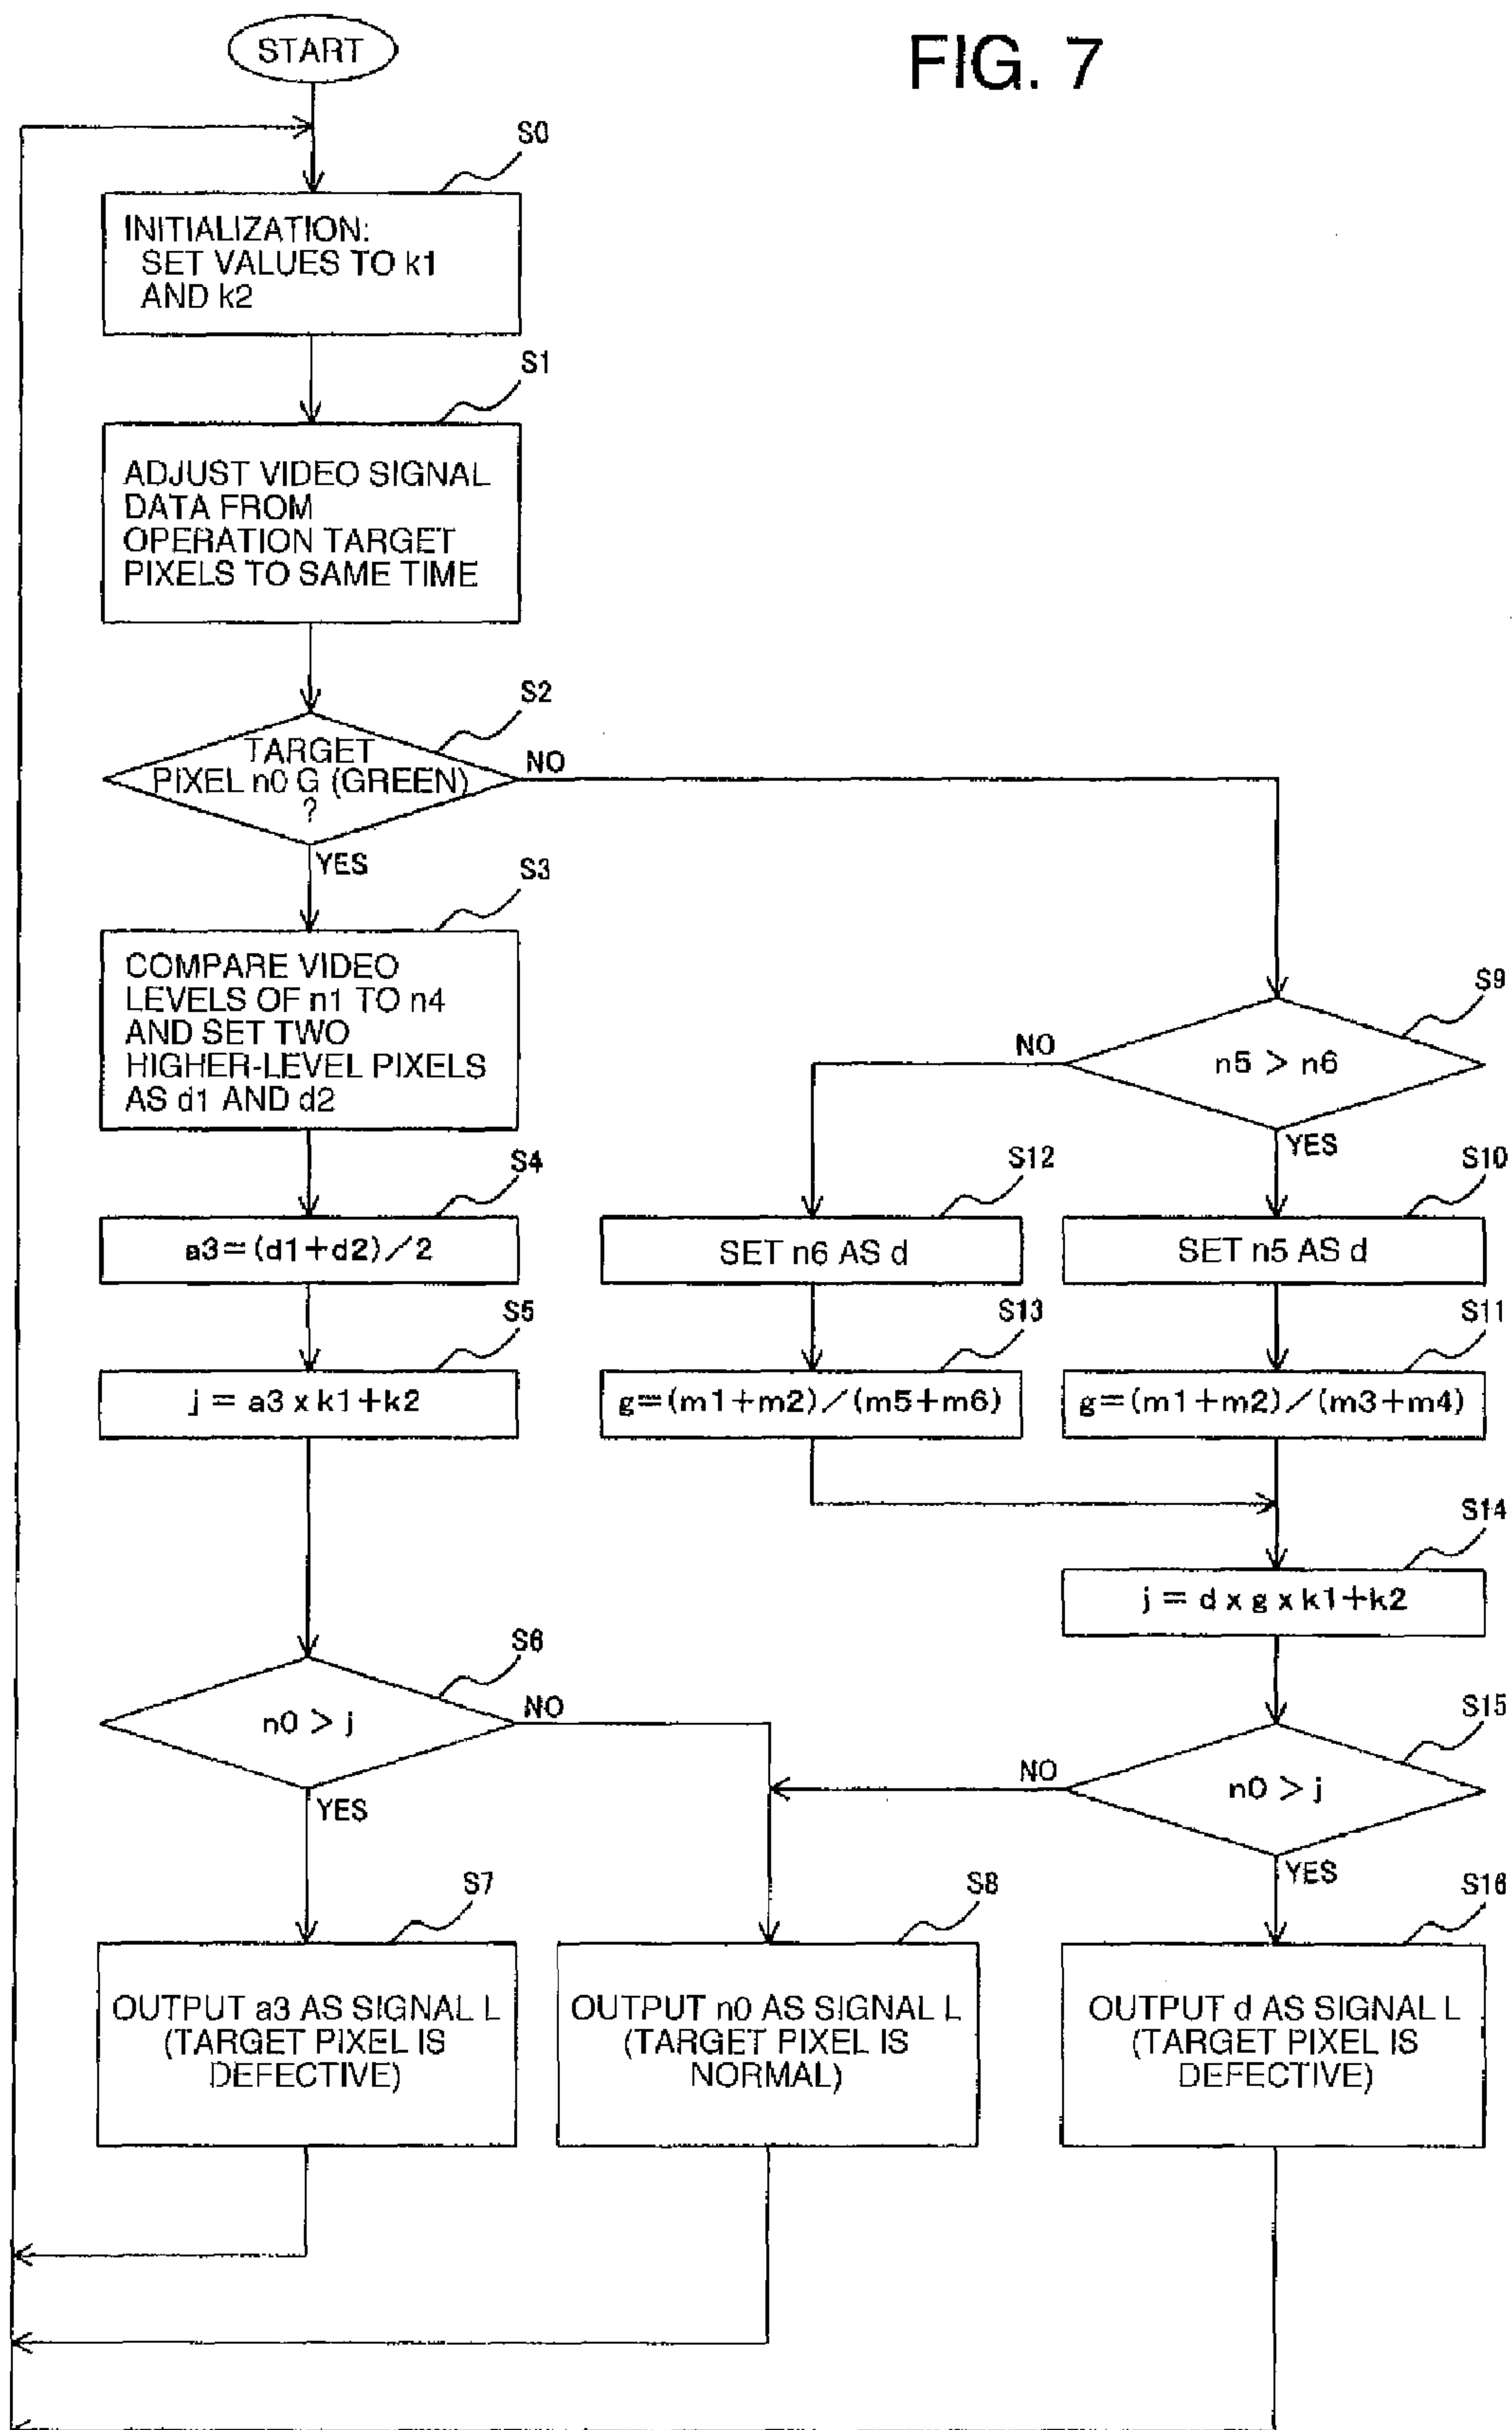 FIG. 7
START
S0
INITIALIZATION:
SET VALUES TO k1
AND k2
S1
ADJUST VIDEO SIGNAL
DATA FROM
OPERATION TARGET
PIXELS TO SAME TIME
S2
TARGET
PIXEL n0 G (GREEN)
?
NO
YES
S3
COMPARE VIDEO
LEVELS OF n1 TO n4
AND SET TWO
HIGHER-LEVEL PIXELS
AS d1 AND d2
S4
a3=(d1+d2)/2
S5
j = a3 x k1+k2
S6
n0 > j
NO
YES
S7
OUTPUT a3 AS SIGNAL L
(TARGET PIXEL IS
DEFECTIVE)
S8
OUTPUT n0 AS SIGNAL L
(TARGET PIXEL IS
NORMAL)
S9
n5 > n6
NO
YES
S12
SET n6 AS d
S13
g=(m1+m2)/(m5+m6)
S10
SET n5 AS d
S11
g=(m1+m2)/(m3+m4)
S14
j = d x g x k1+k2
S15
n0 > j
NO
YES
S16
OUTPUT d AS SIGNAL L
(TARGET PIXEL IS
DEFECTIVE)